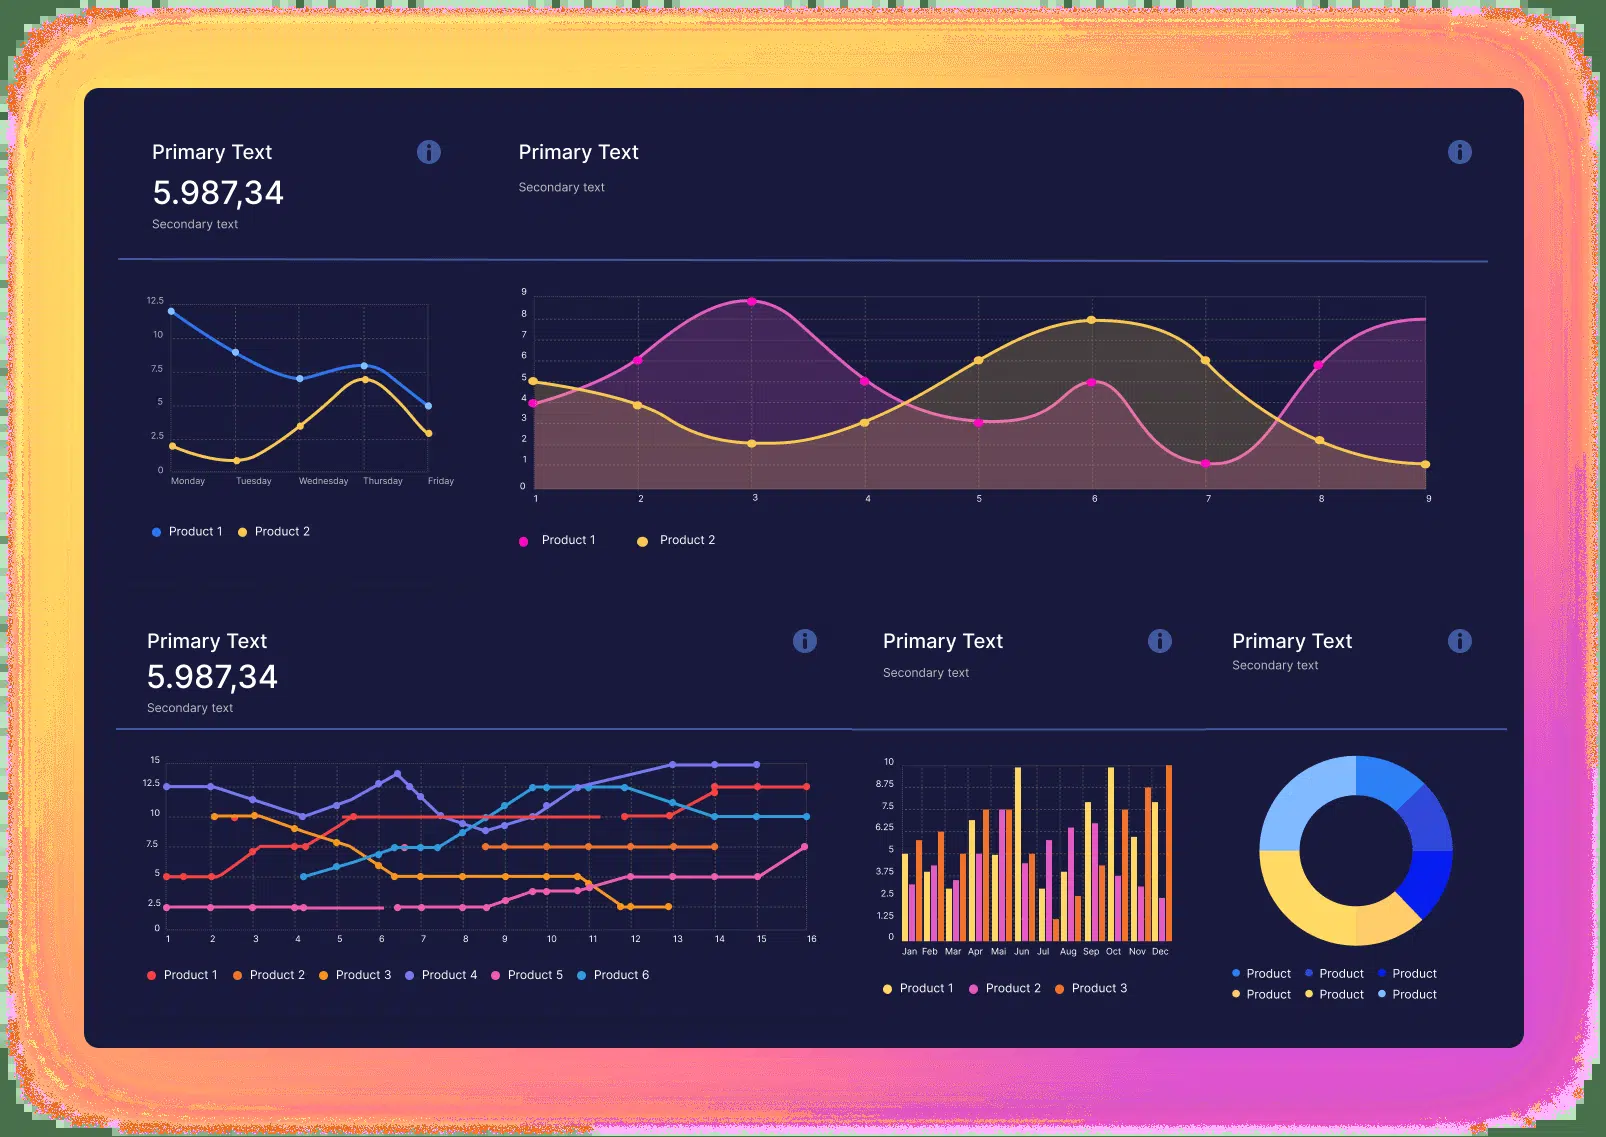 Primary Text
5.987,34
Secondary text
Primary Text
Secondary text
12.5
10
7.5
5
2.5
0
Monday Tuesday Wednesday Thursday Friday
Product 1 Product 2
9
8
7
6
5
4
3
2
1
0
1 2 3 4 5 6 7 8 9
Product 1 Product 2
Primary Text
5.987,34
Secondary text
Primary Text
Secondary text
Primary Text
Secondary text
15
12.5
10
7.5
5
2.5
0
1 2 3 4 5 6 7 8 9 10 11 12 13 14 15 16
Product 1 Product 2 Product 3 Product 4 Product 5 Product 6
10
8.75
7.5
6.25
5
3.75
2.5
1.25
0
Jan Feb Mar Apr Mai Jun Jul Aug Sep Oct Nov Dec
Product 1 Product 2 Product 3
Product Product Product
Product Product Product